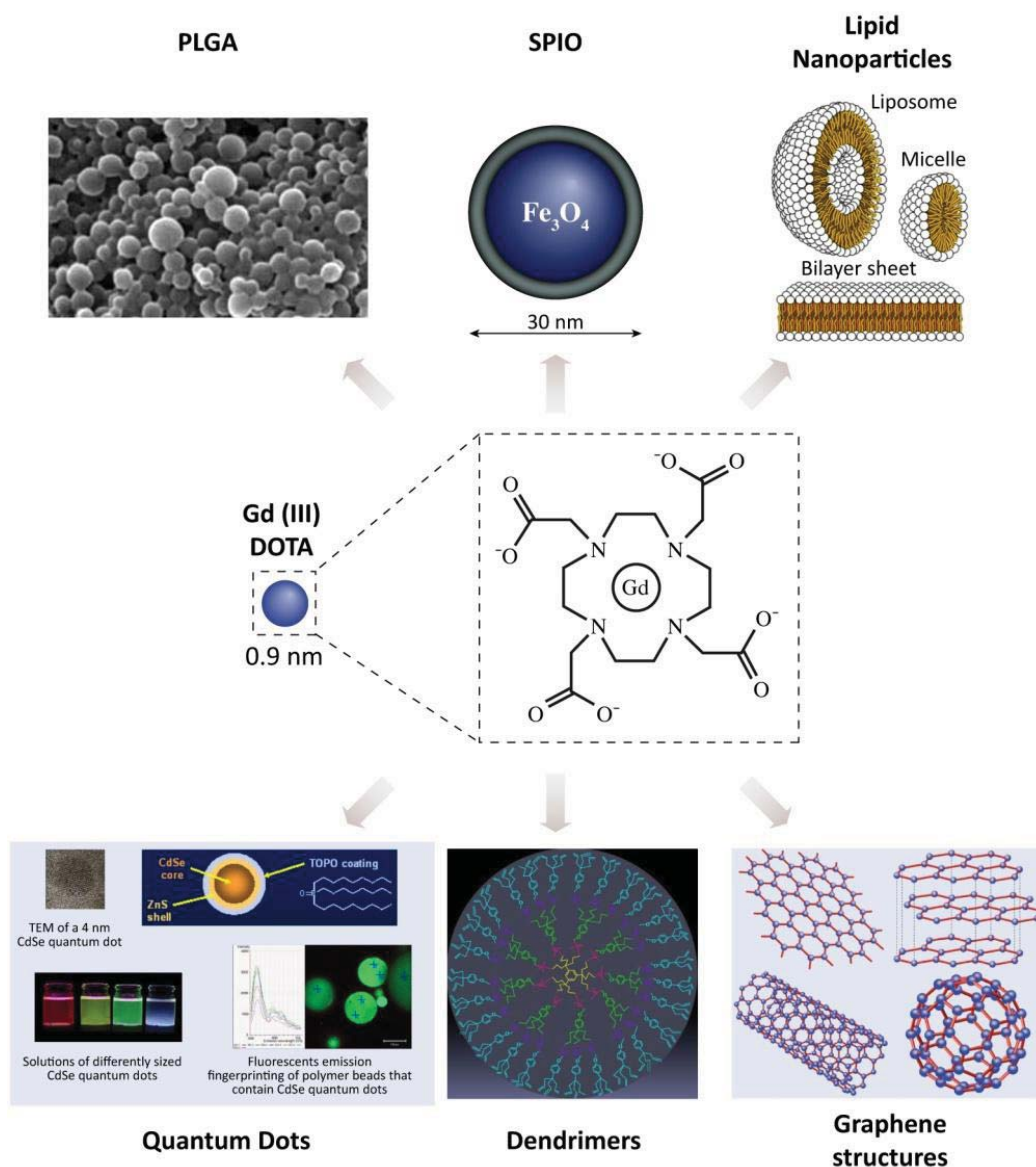 PLGA
SPIO
Lipid
Nanoparticles
Liposome
Micelle
Bilayer sheet
Fe₃O₄
30 nm
Gd (III)
DOTA
0.9 nm
⁻O
O
⁻O
O
O
⁻O
N
N
Gd
N
N
O⁻
O
O
O⁻
CdSe
core
ZnS
shell
TOPO coating
O
TEM of a 4 nm
CdSe quantum dot
Solutions of differently sized
CdSe quantum dots
Fluorescents emission
fingerprinting of polymer beads that
contain CdSe quantum dots
Quantum Dots
Dendrimers
Graphene
structures